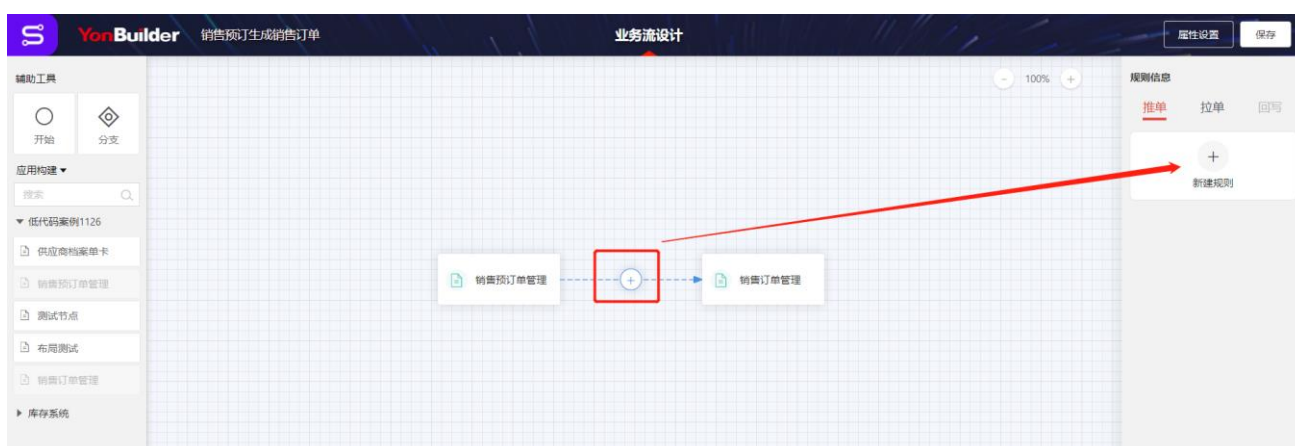 YonBuilder 销售预订生成销售订单 业务流设计 属性设置 保存
辅助工具
开始 分支
应用构建
搜索
低代码案例1126
供应商档案单卡
销售预订单管理
测试节点
布局测试
销售订单管理
库存系统
100%
销售预订单管理 销售订单管理
规则信息
推单 拉单 回写
新建规则